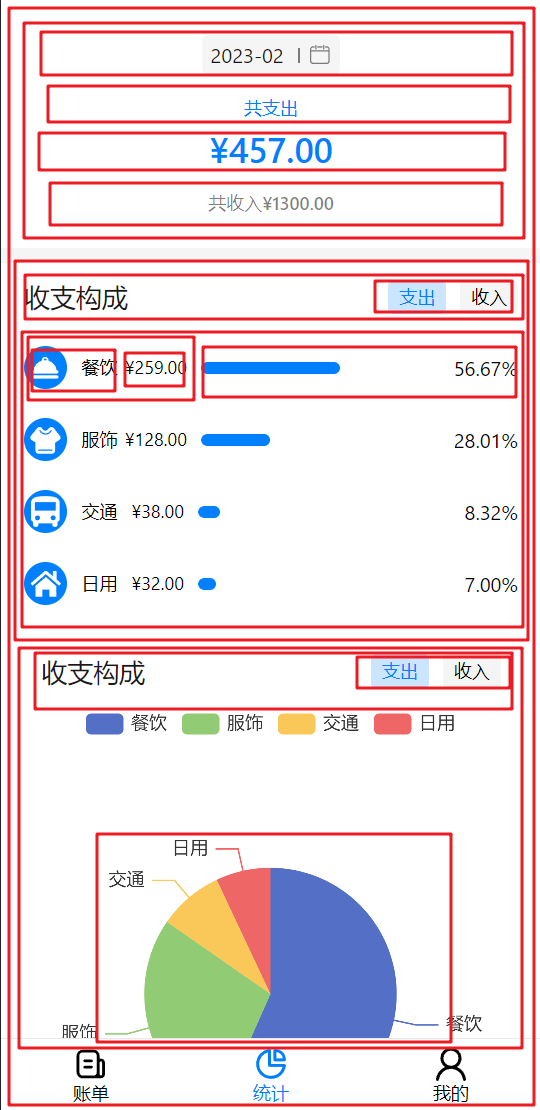 2023-02
共支出
¥457.00
共收入¥1300.00
收支构成 支出 收入
餐饮 ¥259.00 56.67%
服饰 ¥128.00 28.01%
交通 ¥38.00 8.32%
日用 ¥32.00 7.00%
收支构成 支出 收入
餐饮 服饰 交通 日用
日用
交通
餐饮
服饰
账单 统计 我的